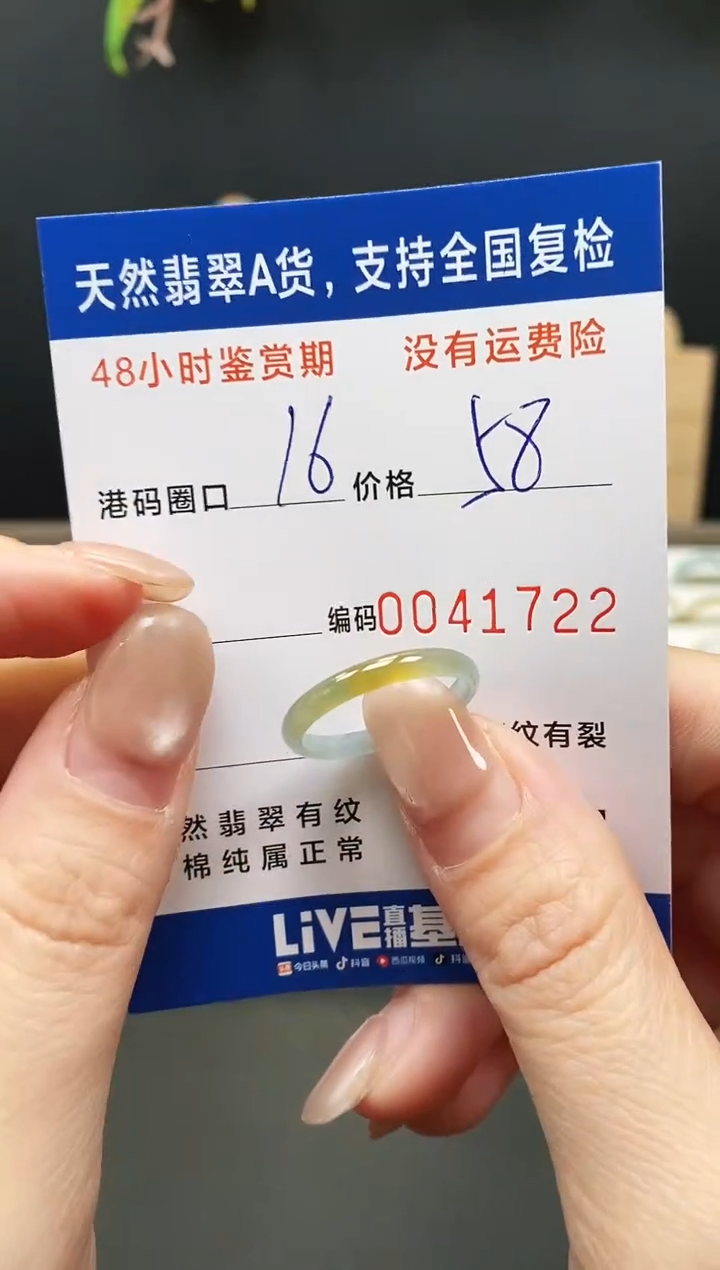 天然翡翠A货，支持全国复检
48小时鉴赏期 没有运费险
港码圈口 16 价格 58
编码0041722
纹有裂
然翡翠有纹
棉纯属正常
LiVE直播基
今日头条 抖音 西瓜视频